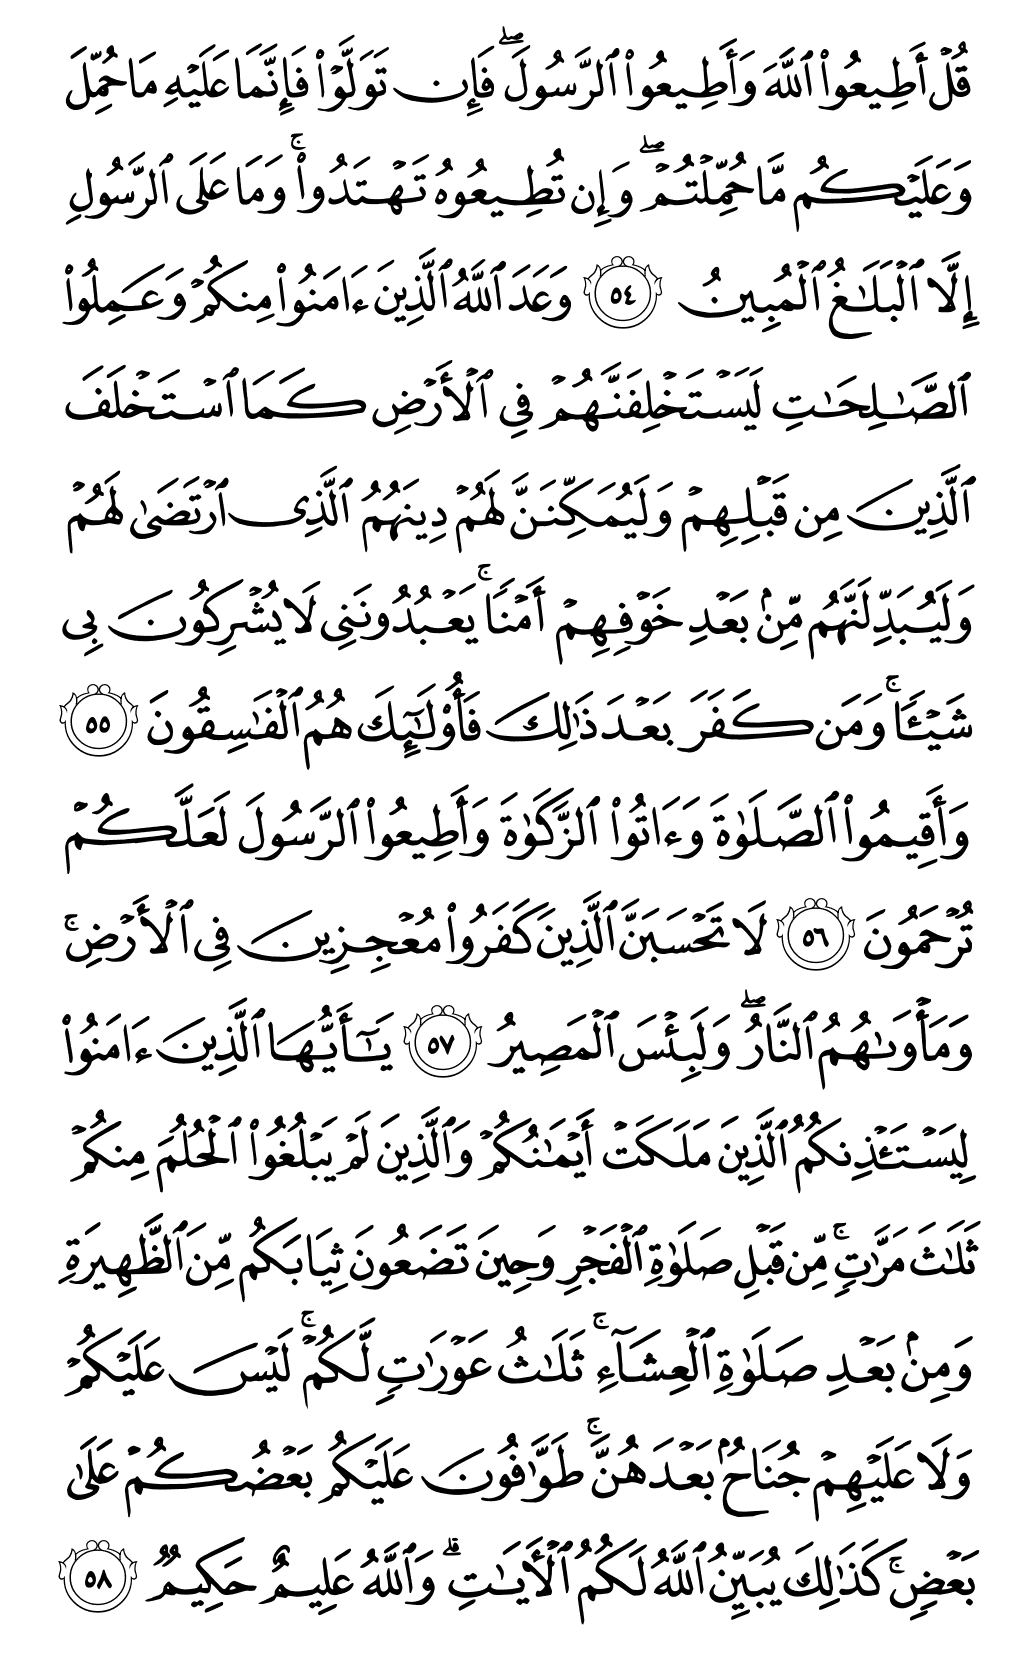 قُلْ أَطِيعُوا۟ ٱللَّهَ وَأَطِيعُوا۟ ٱلرَّسُولَ ۖ فَإِن تَوَلَّوْا۟ فَإِنَّمَا عَلَيْهِ مَا حُمِّلَ
وَعَلَيْكُم مَّا حُمِّلْتُمْ ۖ وَإِن تُطِيعُوهُ تَهْتَدُوا۟ ۚ وَمَا عَلَى ٱلرَّسُولِ
إِلَّا ٱلْبَلَـٰغُ ٱلْمُبِينُ ٥٤ وَعَدَ ٱللَّهُ ٱلَّذِينَ ءَامَنُوا۟ مِنكُمْ وَعَمِلُوا۟
ٱلصَّـٰلِحَـٰتِ لَيَسْتَخْلِفَنَّهُمْ فِى ٱلْأَرْضِ كَمَا ٱسْتَخْلَفَ
ٱلَّذِينَ مِن قَبْلِهِمْ وَلَيُمَكِّنَنَّ لَهُمْ دِينَهُمُ ٱلَّذِى ٱرْتَضَىٰ لَهُمْ
وَلَيُبَدِّلَنَّهُم مِّنۢ بَعْدِ خَوْفِهِمْ أَمْنًا ۚ يَعْبُدُونَنِى لَا يُشْرِكُونَ بِى
شَيْـًٔا ۚ وَمَن كَفَرَ بَعْدَ ذَٰلِكَ فَأُو۟لَـٰٓئِكَ هُمُ ٱلْفَـٰسِقُونَ ٥٥
وَأَقِيمُوا۟ ٱلصَّلَوٰةَ وَءَاتُوا۟ ٱلزَّكَوٰةَ وَأَطِيعُوا۟ ٱلرَّسُولَ لَعَلَّكُمْ
تُرْحَمُونَ ٥٦ لَا تَحْسَبَنَّ ٱلَّذِينَ كَفَرُوا۟ مُعْجِزِينَ فِى ٱلْأَرْضِ ۚ
وَمَأْوَىٰهُمُ ٱلنَّارُ ۖ وَلَبِئْسَ ٱلْمَصِيرُ ٥٧ يَـٰٓأَيُّهَا ٱلَّذِينَ ءَامَنُوا۟
لِيَسْتَـْٔذِنكُمُ ٱلَّذِينَ مَلَكَتْ أَيْمَـٰنُكُمْ وَٱلَّذِينَ لَمْ يَبْلُغُوا۟ ٱلْحُلُمَ مِنكُمْ
ثَلَـٰثَ مَرَّٰتٍ ۚ مِّن قَبْلِ صَلَوٰةِ ٱلْفَجْرِ وَحِينَ تَضَعُونَ ثِيَابَكُم مِّنَ ٱلظَّهِيرَةِ
وَمِنۢ بَعْدِ صَلَوٰةِ ٱلْعِشَآءِ ۚ ثَلَـٰثُ عَوْرَٰتٍ لَّكُمْ ۚ لَيْسَ عَلَيْكُمْ
وَلَا عَلَيْهِمْ جُنَاحٌۢ بَعْدَهُنَّ ۚ طَوَّٰفُونَ عَلَيْكُم بَعْضُكُمْ عَلَىٰ
بَعْضٍ ۚ كَذَٰلِكَ يُبَيِّنُ ٱللَّهُ لَكُمُ ٱلْـَٔايَـٰتِ ۗ وَٱللَّهُ عَلِيمٌ حَكِيمٌ ٥٨